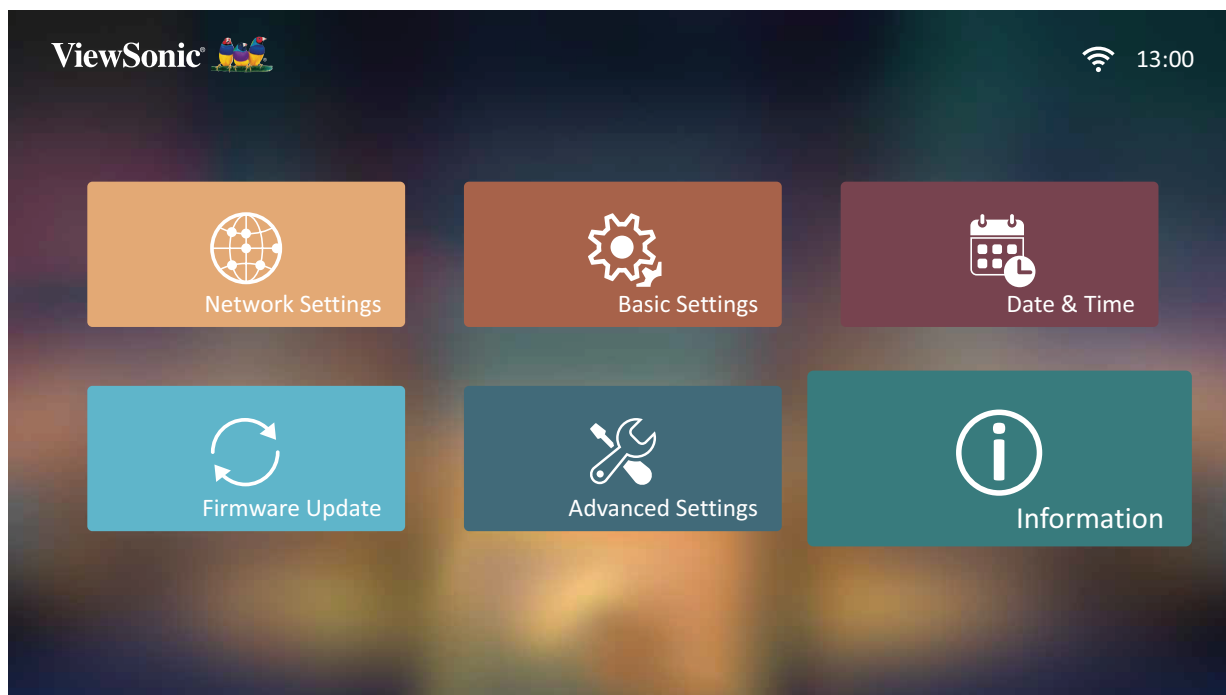 ViewSonic®
13:00
Network Settings
Basic Settings
Date & Time
Firmware Update
Advanced Settings
Information